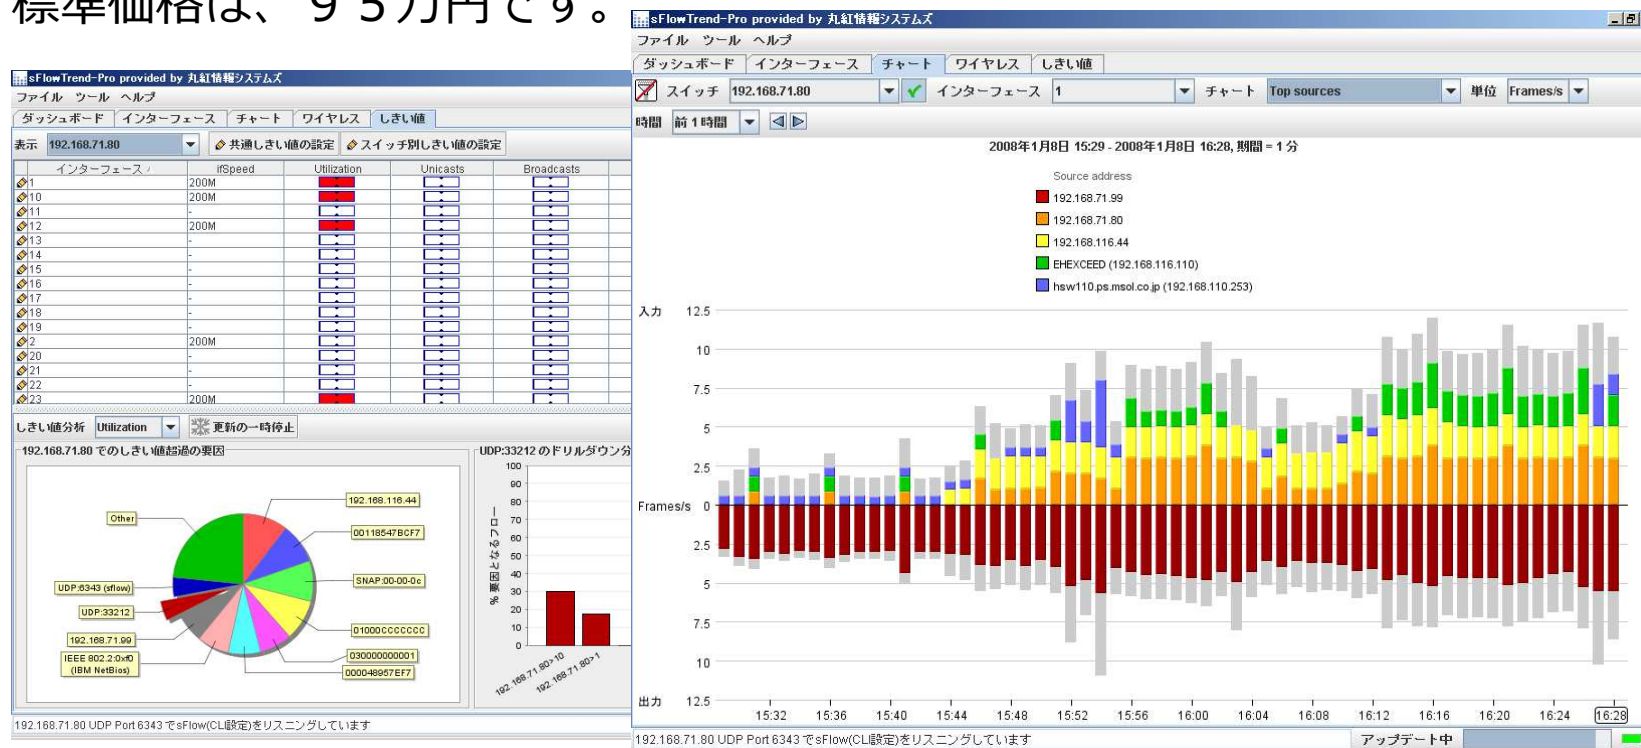 標準価格は、９５万円です。
sFlowTrend-Pro provided by 丸紅情報システムズ
ファイル ツール ヘルプ
ダッシュボード インターフェース チャート ワイヤレス しきい値
表示 192.168.71.80 共通しきい値の設定 スイッチ別しきい値の設定
インターフェース ifSpeed Utilization Unicasts Broadcasts
1 200M
10 200M
11 -
12 200M
13 -
14 -
15 -
16 -
17 -
18 -
19 -
2 200M
20 -
21 -
22 -
23 200M
しきい値分析 Utilization 更新の一時停止
192.168.71.80 でのしきい値超過の要因
192.168.116.44
Other
00118547BCF7
SNAP:00-00-0c
UDP:6343 (sflow)
UDP:33212
01000CCCCCCC
192.168.71.99
030000000001
IEEE 802.2:0xf0
(IBM NetBios)
000048957EF7
UDP:33212 のドリルダウン分
% 要因となるフロー
100
90
80
70
60
50
40
30
20
10
0
192.168.71.80>10
192.168.71.80>1
192.168.71.80 UDP Port 6343 でsFlow(CLI設定)をリスニングしています
sFlowTrend-Pro provided by 丸紅情報システムズ
ファイル ツール ヘルプ
ダッシュボード インターフェース チャート ワイヤレス しきい値
スイッチ 192.168.71.80 インターフェース 1 チャート Top sources 単位 Frames/s
時間 前 1 時間
2008年1月8日 15:29 - 2008年1月8日 16:28, 期間 = 1 分
Source address
192.168.71.99
192.168.71.80
192.168.116.44
EHEXCEED (192.168.116.110)
hsw110.ps.msol.co.jp (192.168.110.253)
入力 12.5
10
7.5
5
2.5
Frames/s 0
2.5
5
7.5
10
出力 12.5
15:32 15:36 15:40 15:44 15:48 15:52 15:56 16:00 16:04 16:08 16:12 16:16 16:20 16:24 16:28
192.168.71.80 UDP Port 6343 でsFlow(CLI設定)をリスニングしています アップデート中